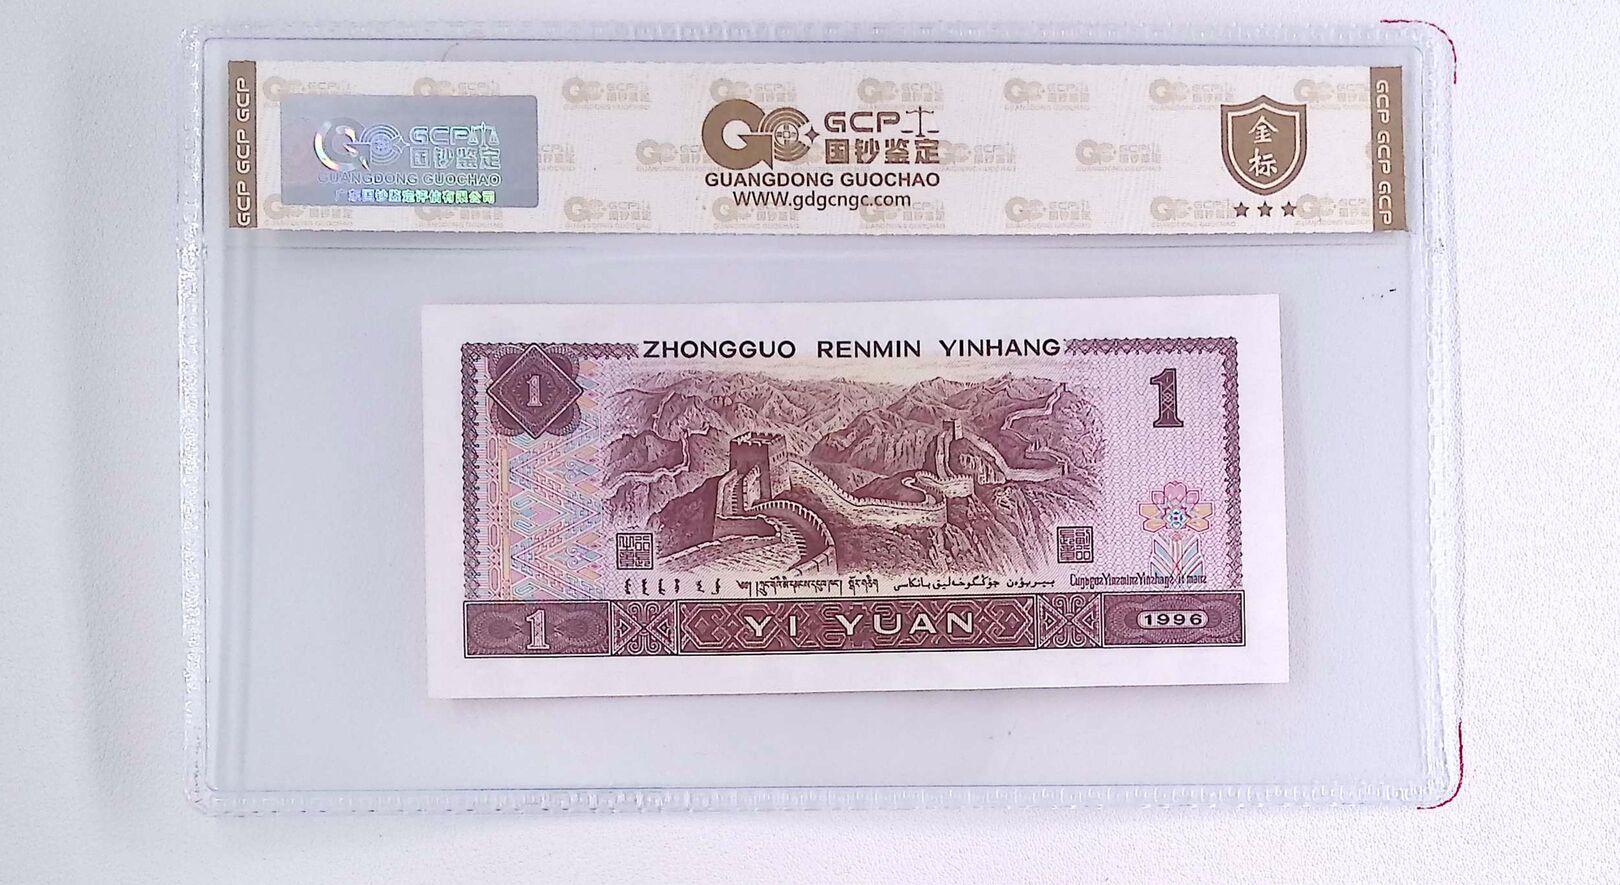 GCP GCP GCP
GCP
国钞鉴定
GUANGDONG GUOCHAO
广东国钞鉴定评估有限公司
GCP
国钞鉴定
GUANGDONG GUOCHAO
WWW.gdgcngc.com
金标
GCP GCP GCP
ZHONGGUO RENMIN YINHANG
1
1
1
YI YUAN
1996